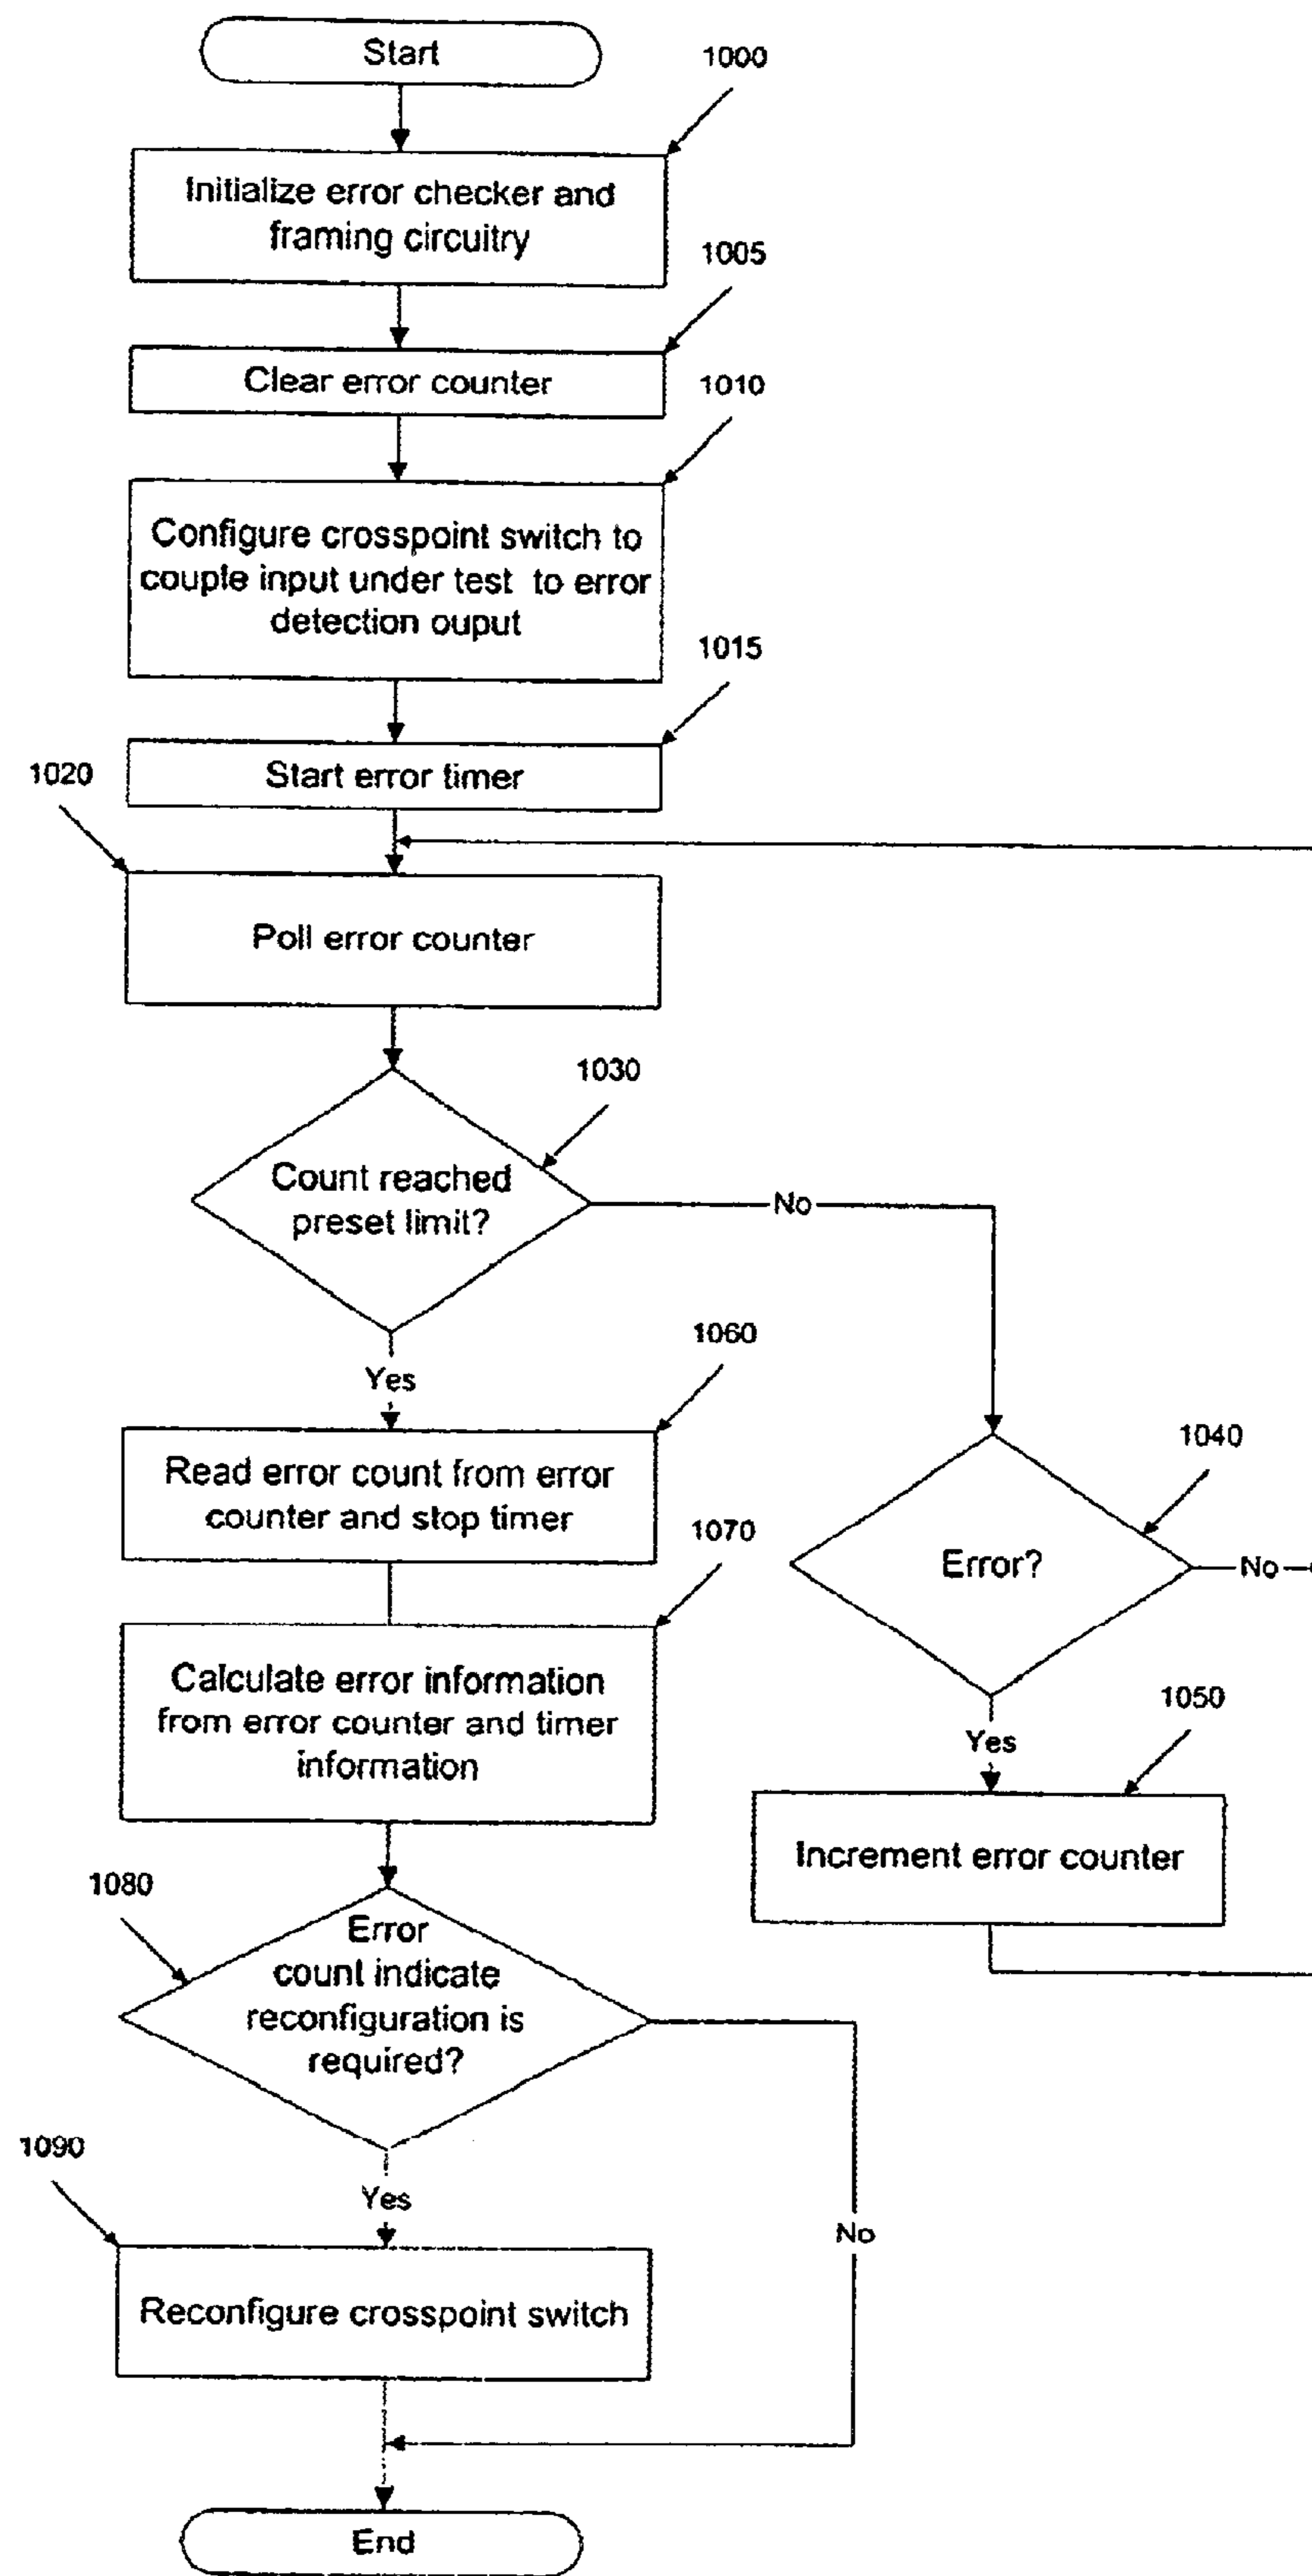 Start
1000
Initialize error checker and
framing circuitry
1005
Clear error counter
1010
Configure crosspoint switch to
couple input under test to error
detection ouput
1015
Start error timer
1020
Poll error counter
1030
Count reached
preset limit?
No
Yes
1060
Read error count from error
counter and stop timer
1040
Error?
No
1070
Calculate error information
from error counter and timer
information
Yes
1050
Increment error counter
1080
Error
count indicate
reconfiguration is
required?
Yes
No
1090
Reconfigure crosspoint switch
End